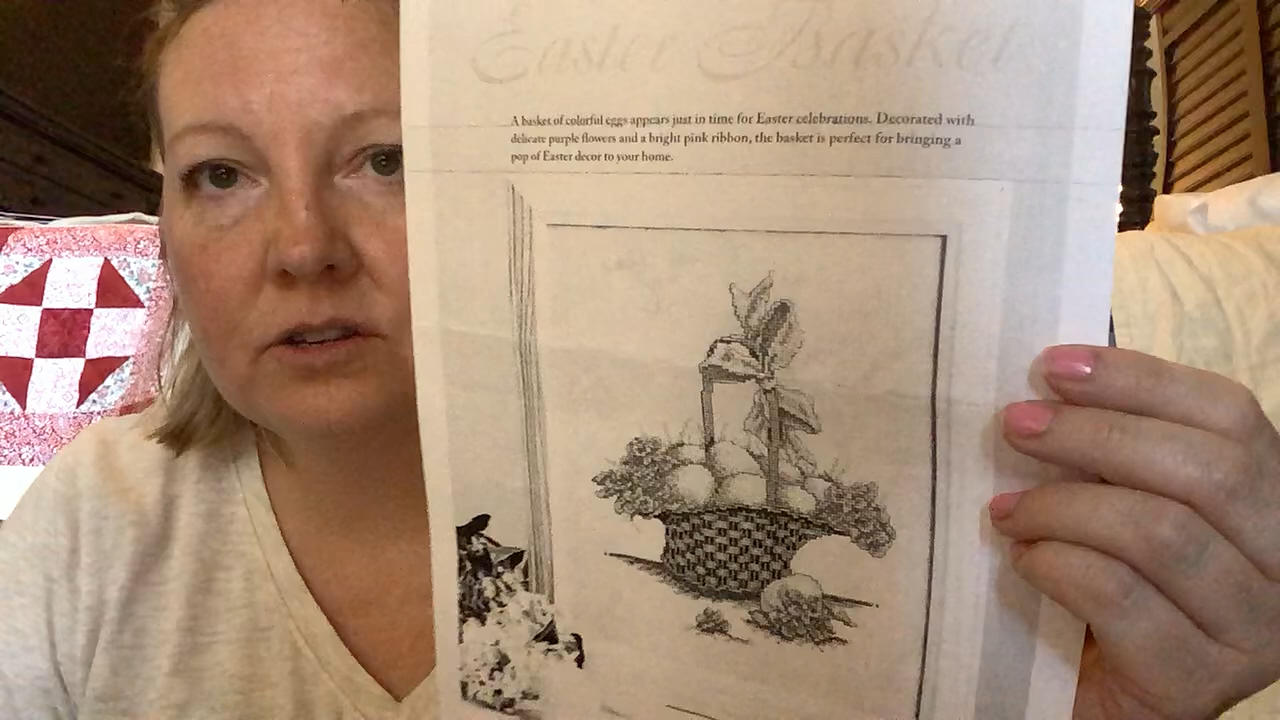 Easter Basket
A basket of colorful eggs appears just in time for Easter celebrations. Decorated with
delicate purple flowers and a bright pink ribbon, the basket is perfect for bringing a
pop of Easter decor to your home.